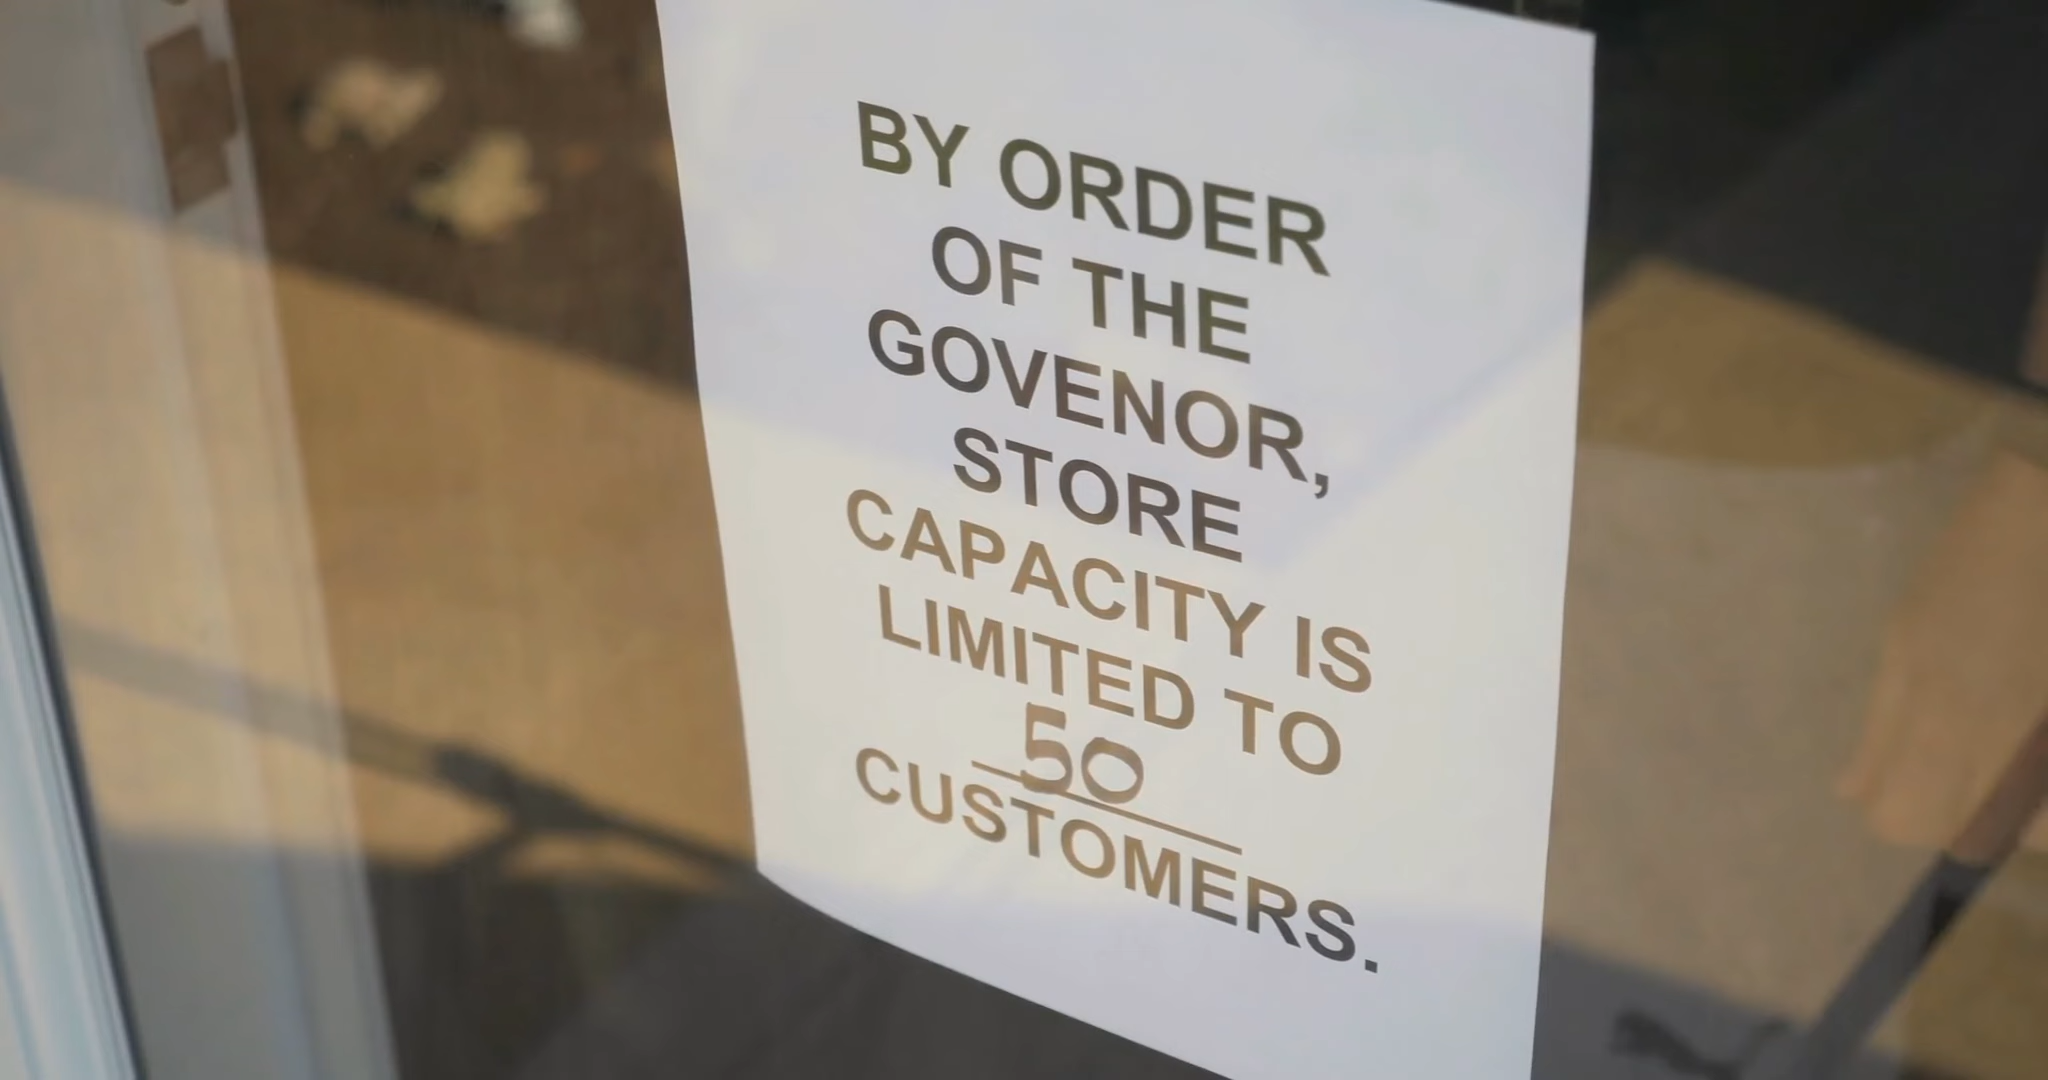 BY ORDER
OF THE
GOVENOR,
STORE
CAPACITY IS
LIMITED TO
50
CUSTOMERS.